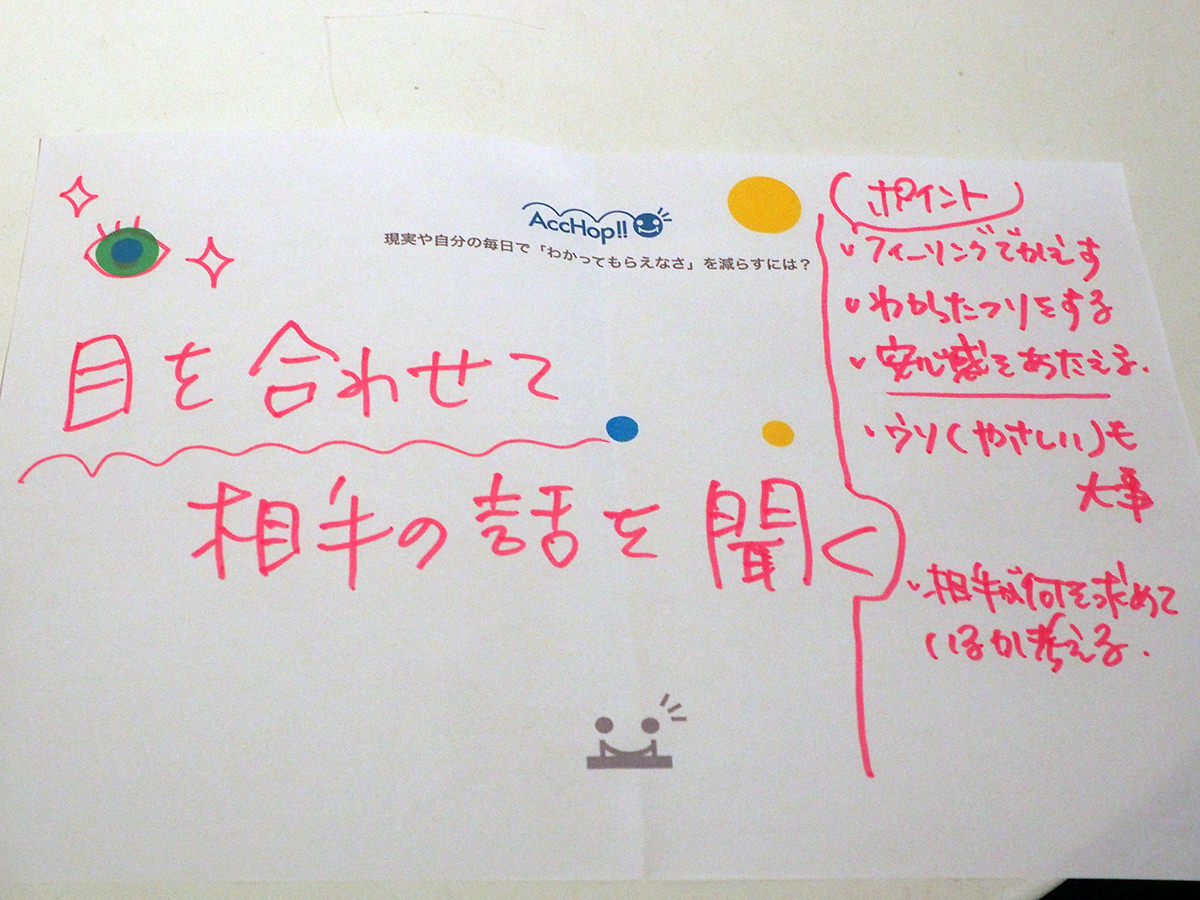 AccHop!!
現実や自分の毎日で「わかってもらえなさ」を減らすには？
目を合わせて
相手の話を聞く
(ポイント)
・フィーリングでかえす
・わかったフリをする
・安心感をあたえる.
・ウソ(やさしい)も
大事
・相手が何を求めて
いるか考える.